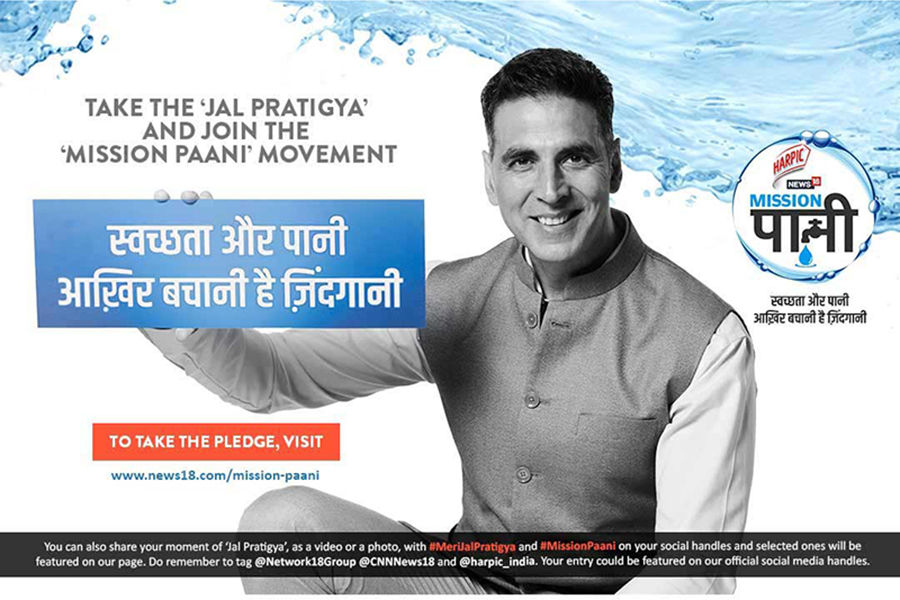 TAKE THE ‘JAL PRATIGYA’
AND JOIN THE
‘MISSION PAANI’ MOVEMENT
स्वच्छता और पानी
आख़िर बचानी है ज़िंदगानी
HARPIC
NEWS18
MISSION
पानी
स्वच्छता और पानी
आख़िर बचानी है ज़िंदगानी
TO TAKE THE PLEDGE, VISIT
www.news18.com/mission-paani
You can also share your moment of ‘Jal Pratigya’, as a video or a photo, with #MeriJalPratigya and #MissionPaani on your social handles and selected ones will be
featured on our page. Do remember to tag @Network18Group @CNNNews18 and @harpic_india. Your entry could be featured on our official social media handles.